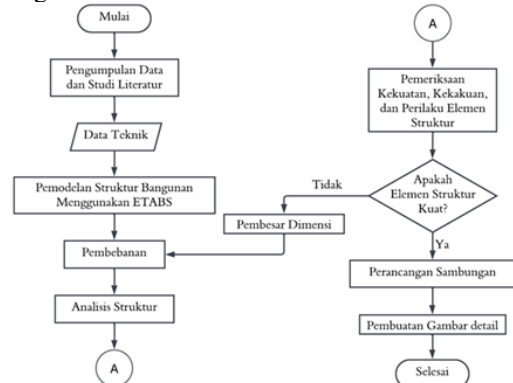 Mulai
Pengumpulan Data
dan Studi Literatur
Data Teknik
Pemodelan Struktur Bangunan
Menggunakan ETABS
Pembebanan
Analisis Struktur
A
A
Pemeriksaan
Kekuatan, Kekakuan,
dan Perilaku Elemen
Struktur
Apakah
Elemen Struktur
Kuat?
Tidak
Pembesar Dimensi
Ya
Perancangan Sambungan
Pembuatan Gambar detail
Selesai